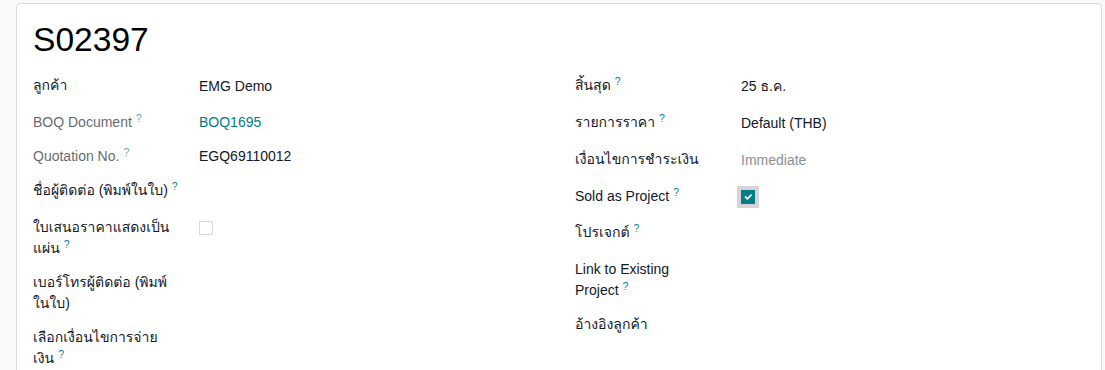 S02397
ลูกค้า
EMG Demo
BOQ Document ?
BOQ1695
Quotation No. ?
EGQ69110012
ชื่อผู้ติดต่อ (พิมพ์ในใบ) ?
ใบเสนอราคาแสดงเป็น
แผ่น ?
เบอร์โทรผู้ติดต่อ (พิมพ์
ในใบ)
เลือกเงื่อนไขการจ่าย
เงิน ?
สิ้นสุด ?
25 ธ.ค.
รายการราคา ?
Default (THB)
เงื่อนไขการชำระเงิน
Immediate
Sold as Project ?
โปรเจกต์ ?
Link to Existing
Project ?
อ้างอิงลูกค้า